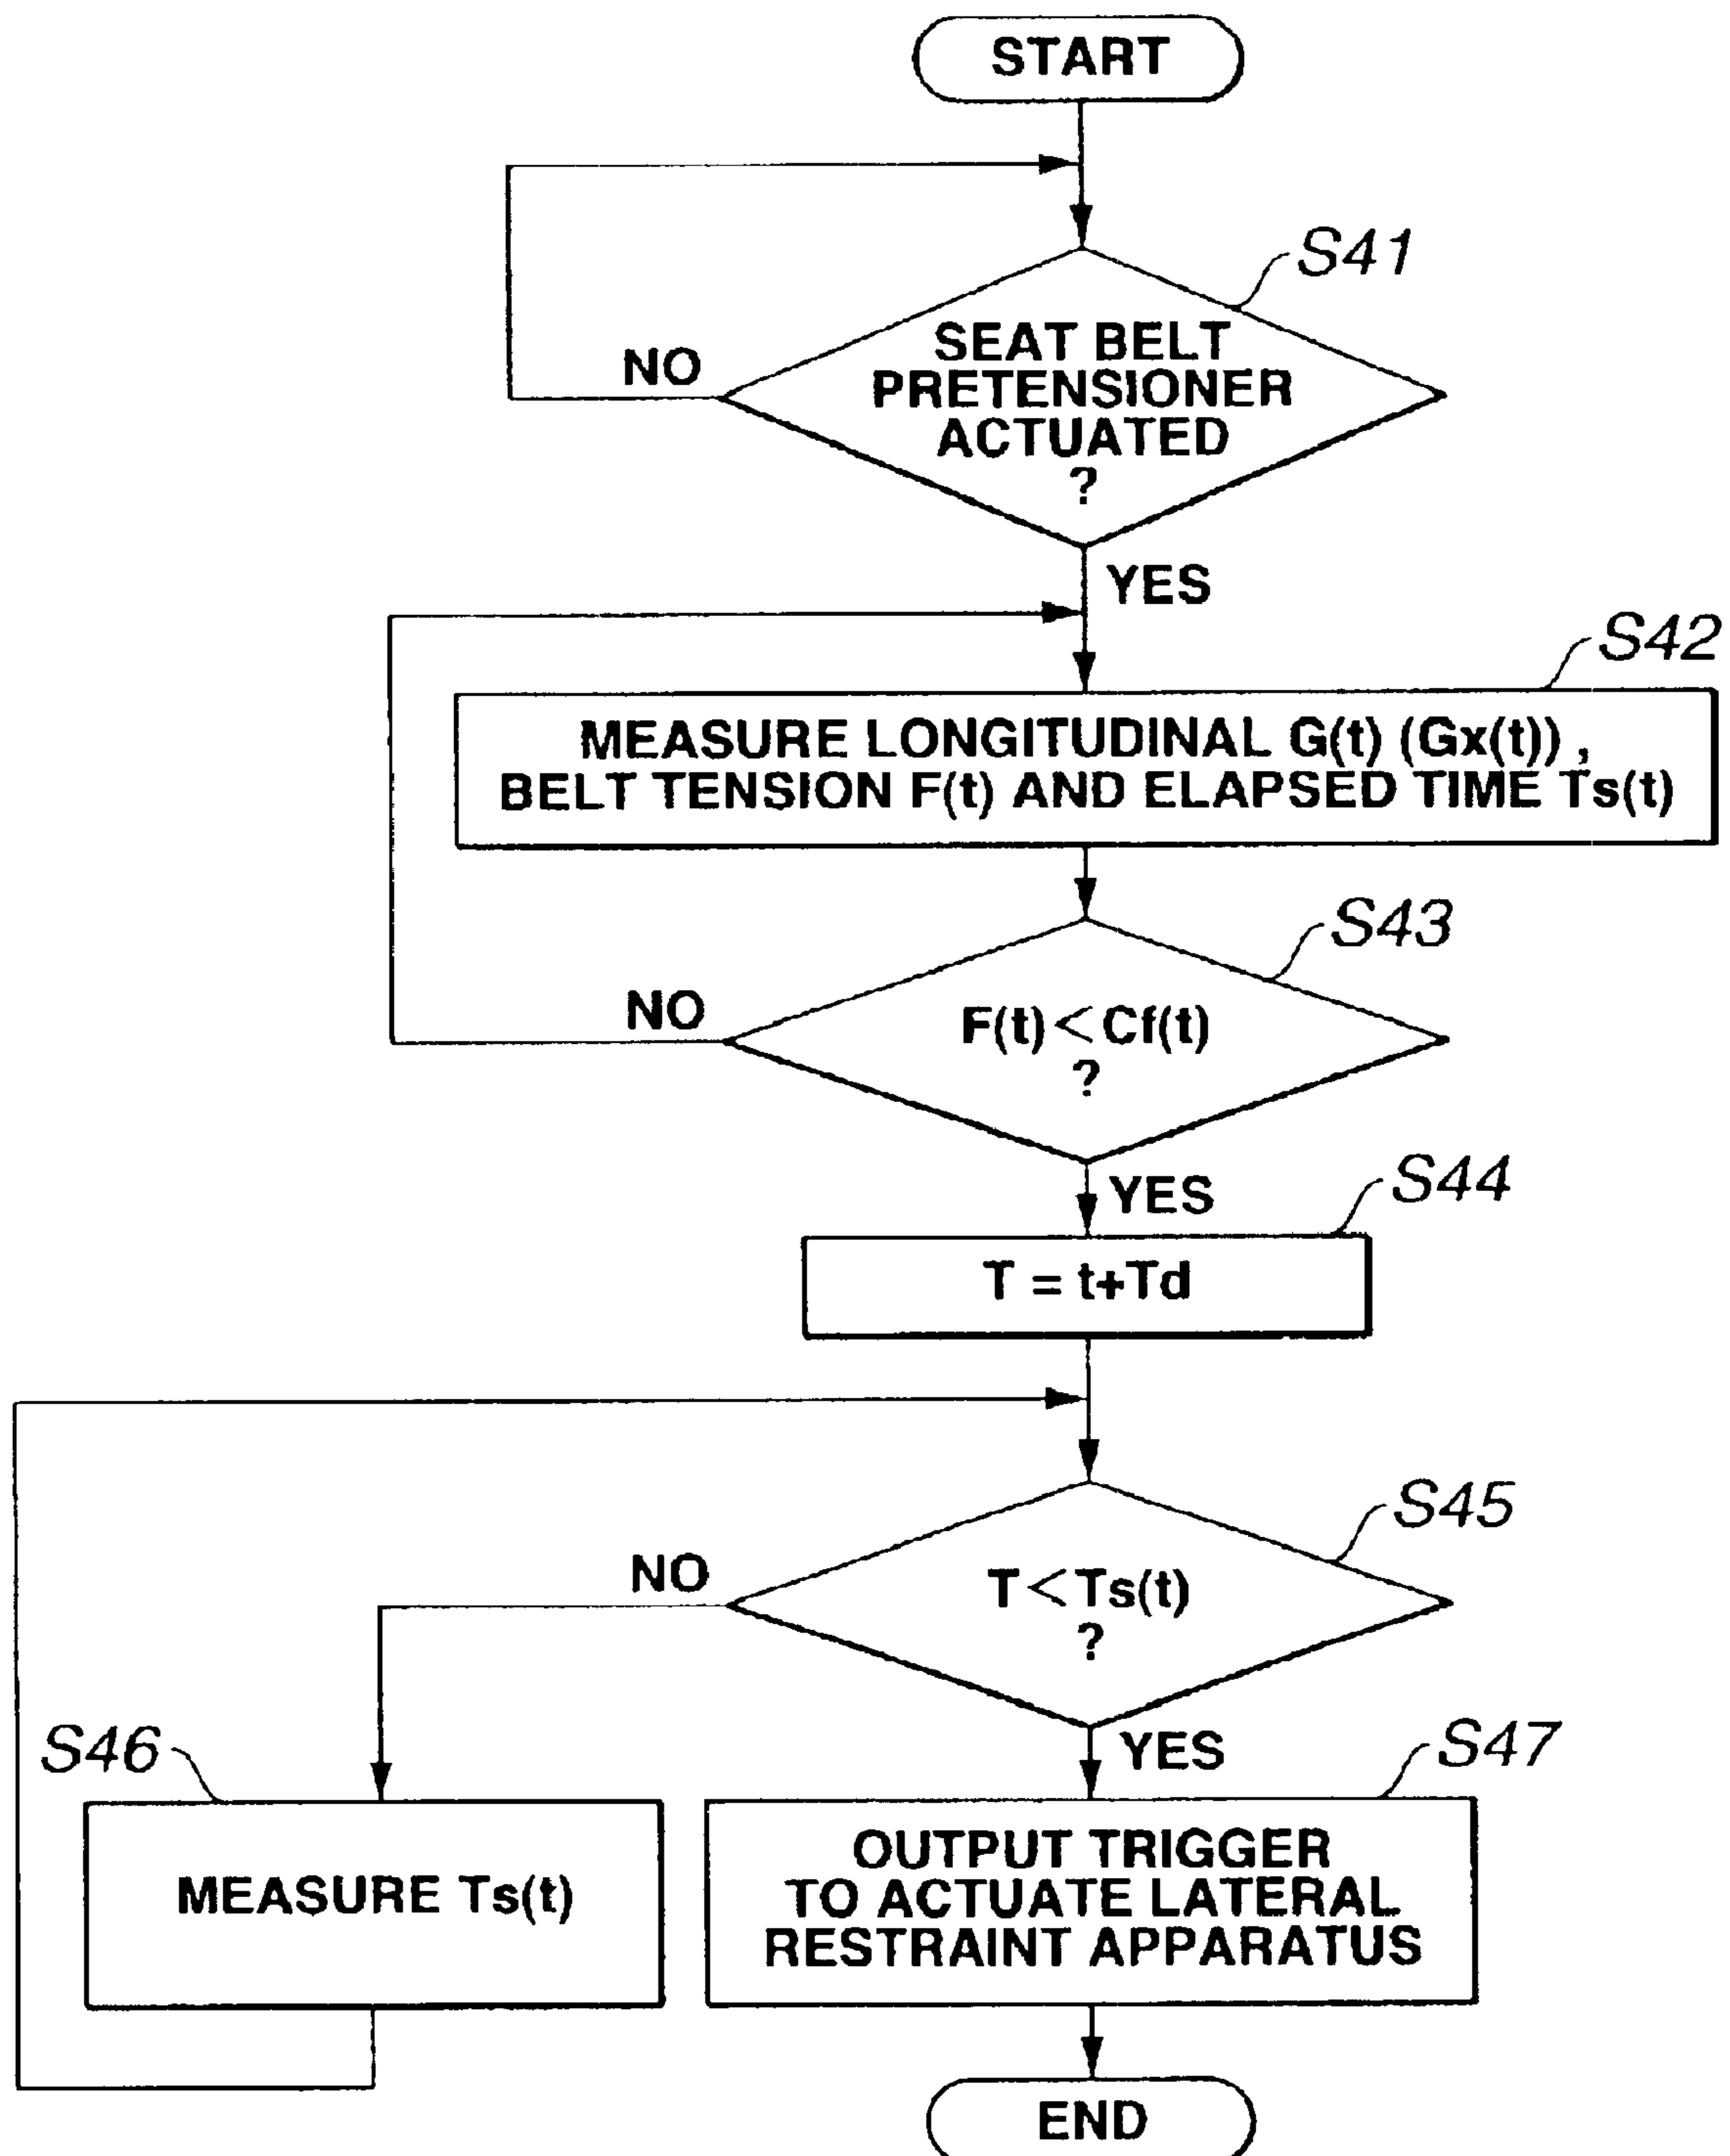 START
S41
SEAT BELT
PRETENSIONER
ACTUATED
?
NO
YES
S42
MEASURE LONGITUDINAL G(t) (Gx(t)) ,
BELT TENSION F(t) AND ELAPSED TIME Ts(t)
S43
NO
F(t)<Cf(t)
?
YES
S44
T = t+Td
S45
NO
T<Ts(t)
?
YES
S46
S47
MEASURE Ts(t)
OUTPUT TRIGGER
TO ACTUATE LATERAL
RESTRAINT APPARATUS
END